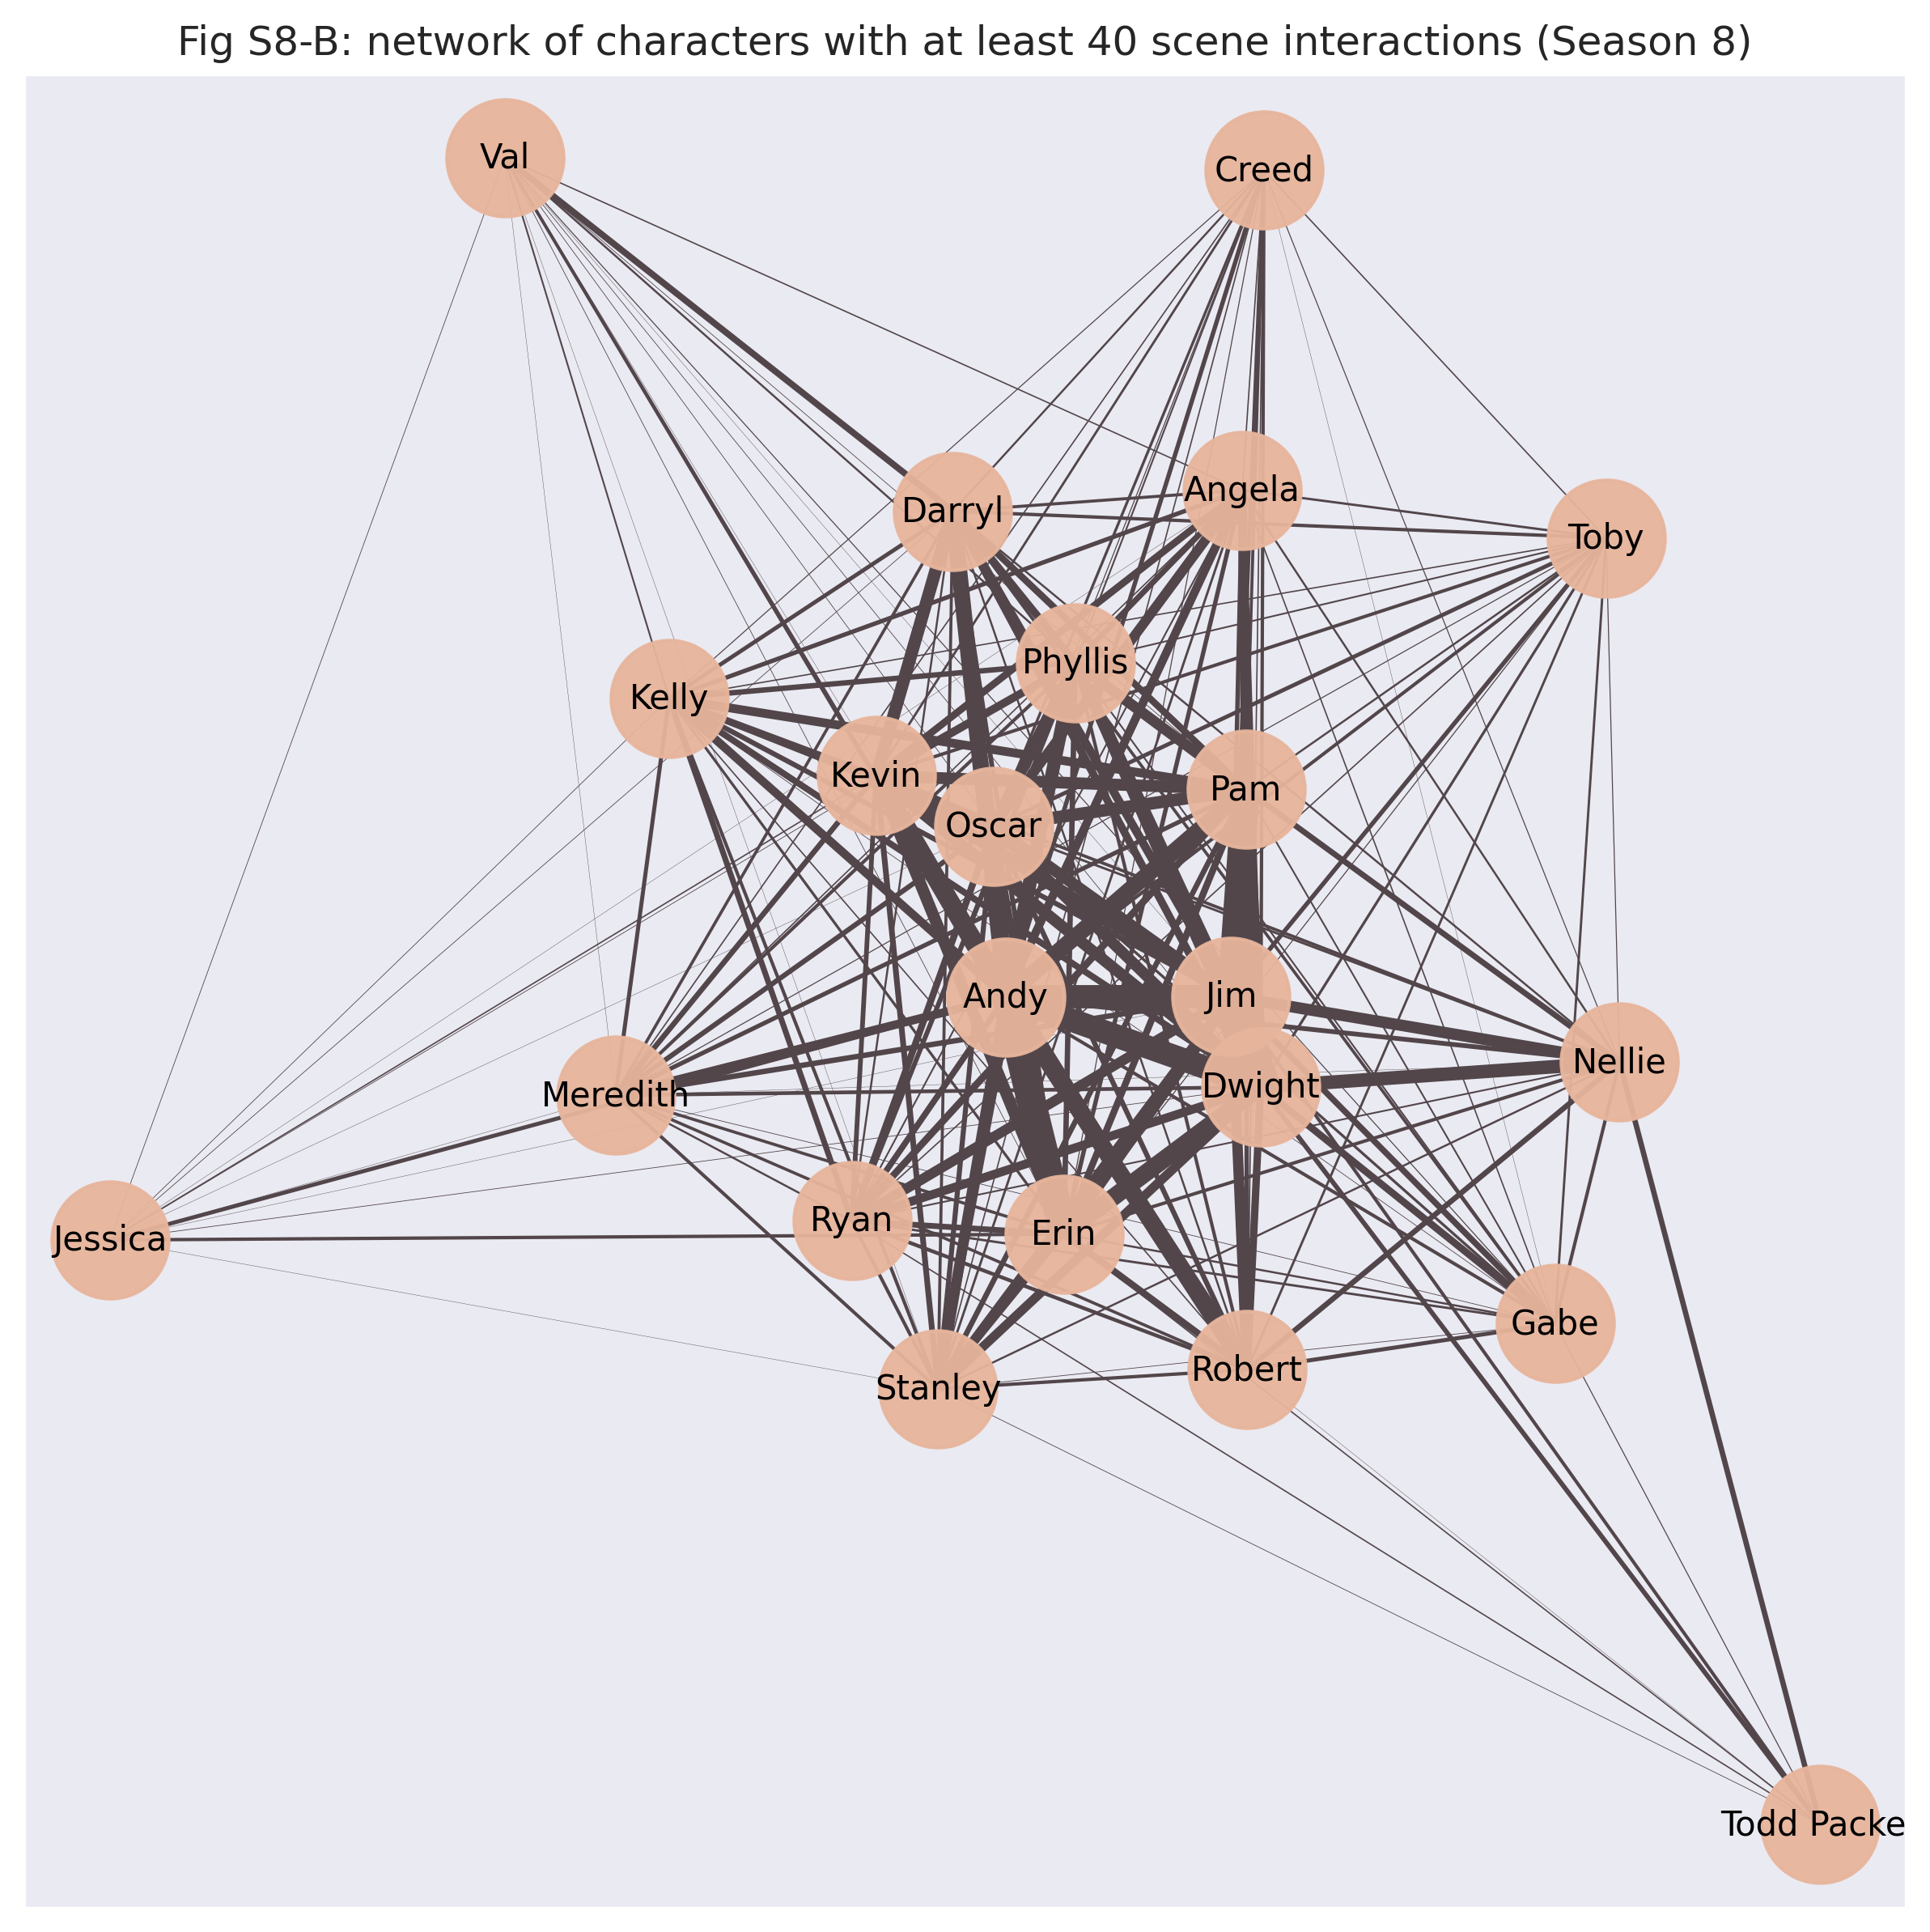 Fig S8-B: network of characters with at least 40 scene interactions (Season 8)
Val
Creed
Angela
Darryl
Toby
Phyllis
Kelly
Kevin
Pam
Oscar
Andy
Jim
Nellie
Dwight
Meredith
Ryan
Erin
Jessica
Gabe
Robert
Stanley
Todd Packe